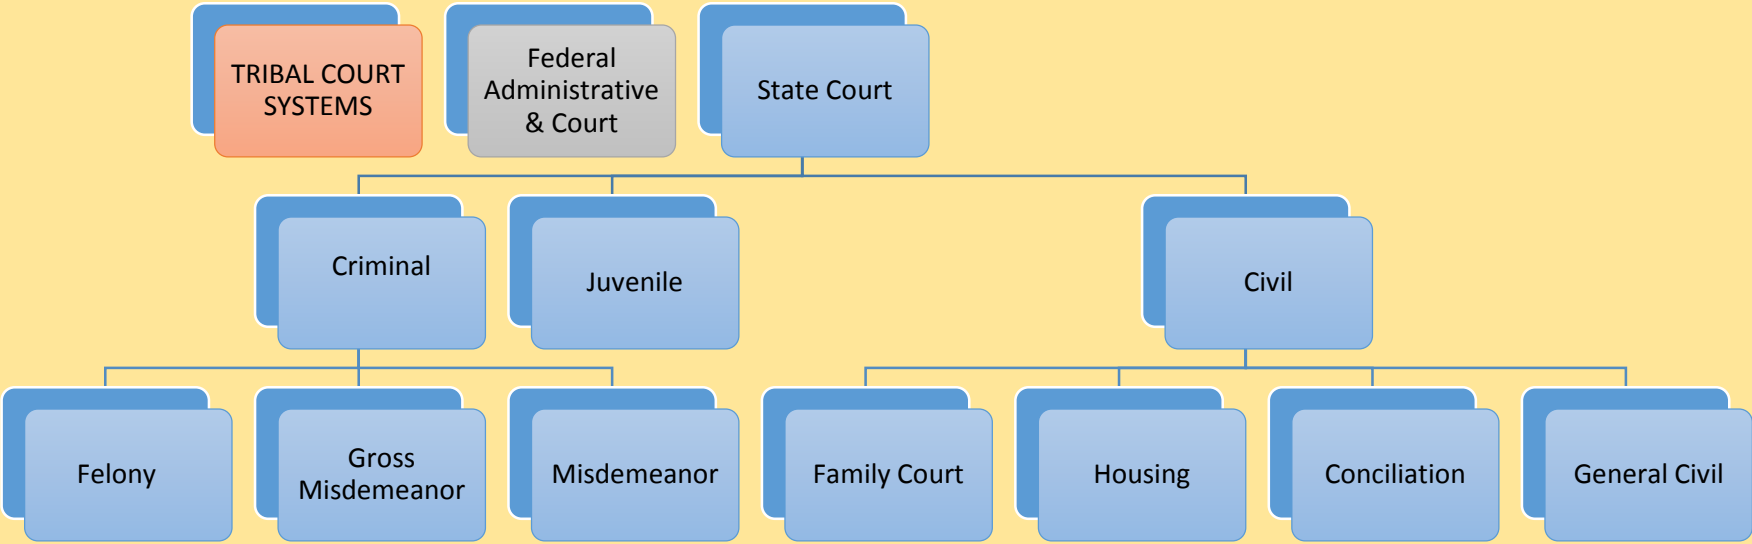 TRIBAL COURT
SYSTEMS
Federal
Administrative
& Court
State Court
Criminal
Juvenile
Civil
Felony
Gross
Misdemeanor
Misdemeanor
Family Court
Housing
Conciliation
General Civil